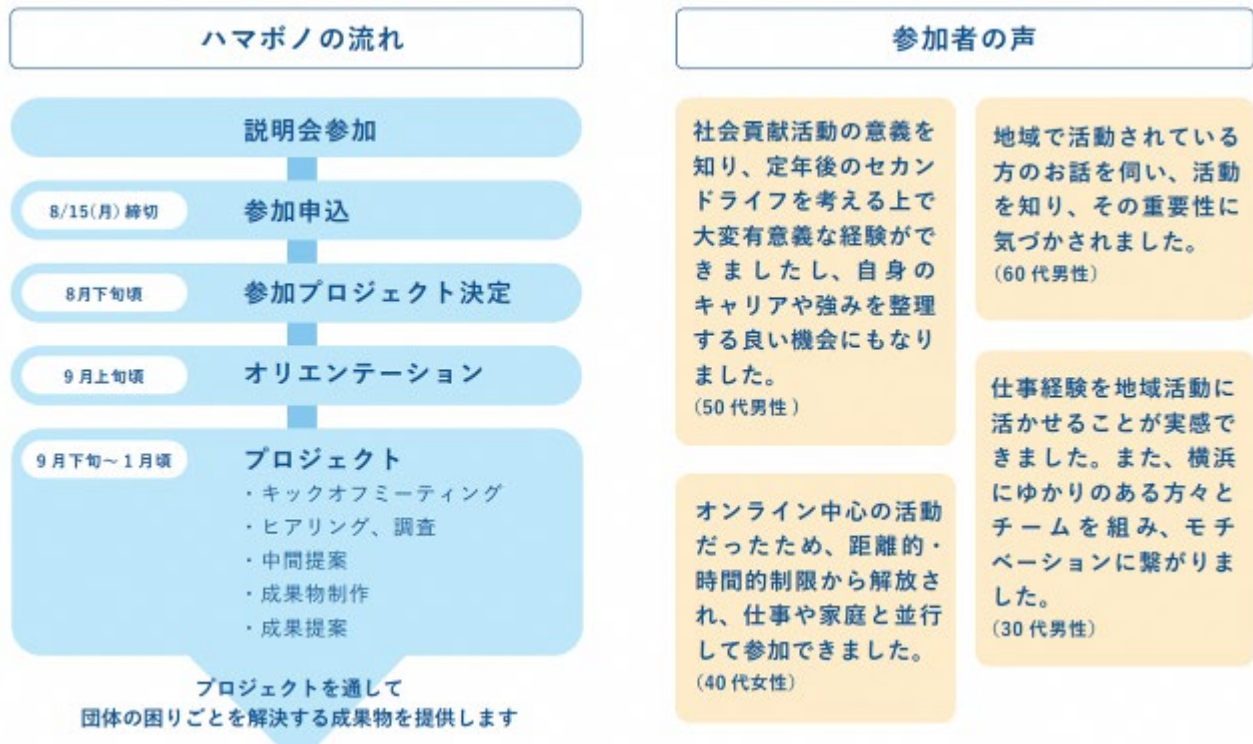 ハマボノの流れ
説明会参加
8/15(月)締切
参加申込
8月下旬頃
参加プロジェクト決定
9月上旬頃
オリエンテーション
9月下旬～1月頃
プロジェクト
・キックオフミーティング
・ヒアリング、調査
・中間提案
・成果物制作
・成果提案
プロジェクトを通して
団体の困りごとを解決する成果物を提供します
参加者の声
社会貢献活動の意義を
知り、定年後のセカン
ドライフを考える上で
大変有意義な経験がで
きましたし、自身の
キャリアや強みを整理
する良い機会にもなり
ました。
(50代男性)
地域で活動されている
方のお話を伺い、活動
を知り、その重要性に
気づかされました。
(60代男性)
オンライン中心の活動
だったため、距離的・
時間的制限から解放さ
れ、仕事や家庭と並行
して参加できました。
(40代女性)
仕事経験を地域活動に
活かせることが実感で
きました。また、横浜
にゆかりのある方々と
チームを組み、モチ
ベーションに繋がりま
した。
(30代男性)